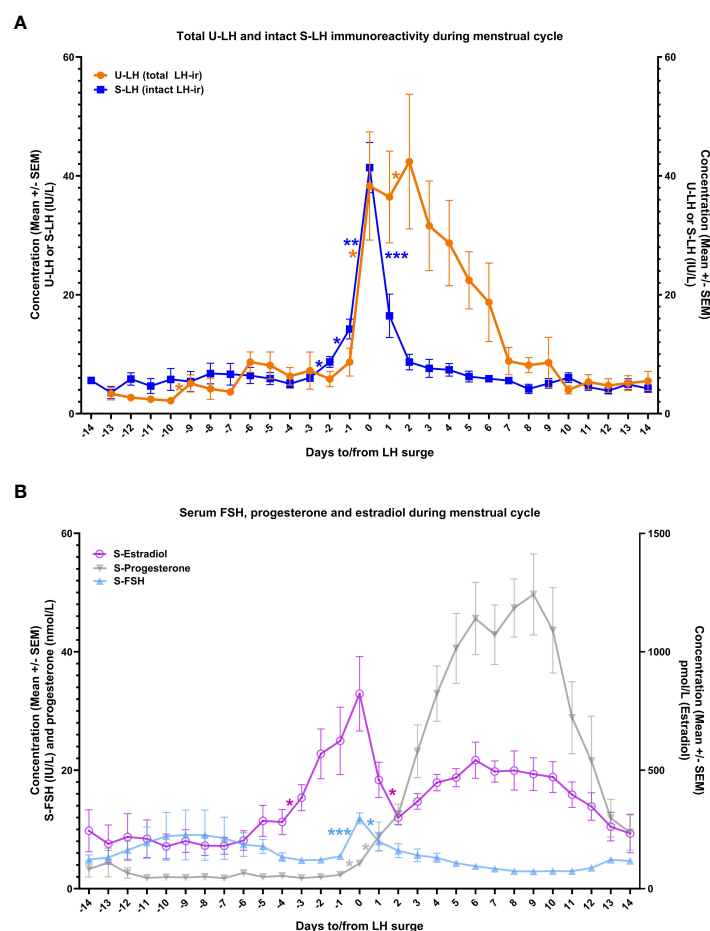 A
Total U-LH and intact S-LH immunoreactivity during menstrual cycle
60
40
20
0
Concentration (Mean +/- SEM)
U-LH or S-LH (IU/L)
U-LH (total LH-ir)
S-LH (intact LH-ir)
*
*
*
**
*
***
*
60
40
20
0
Concentration (Mean +/- SEM)
U-LH or S-LH (IU/L)
-14 -13 -12 -11 -10 -9 -8 -7 -6 -5 -4 -3 -2 -1 0 1 2 3 4 5 6 7 8 9 10 11 12 13 14
Days to/from LH surge
B
Serum FSH, progesterone and estradiol during menstrual cycle
60
40
20
0
Concentration (Mean +/- SEM)
S-FSH (IU/L) and progesterone (nmol/L)
S-Estradiol
S-Progesterone
S-FSH
*
***
*
*
*
*
1500
1000
500
0
Concentration (Mean +/- SEM)
pmol/L (Estradiol)
-14 -13 -12 -11 -10 -9 -8 -7 -6 -5 -4 -3 -2 -1 0 1 2 3 4 5 6 7 8 9 10 11 12 13 14
Days to/from LH surge